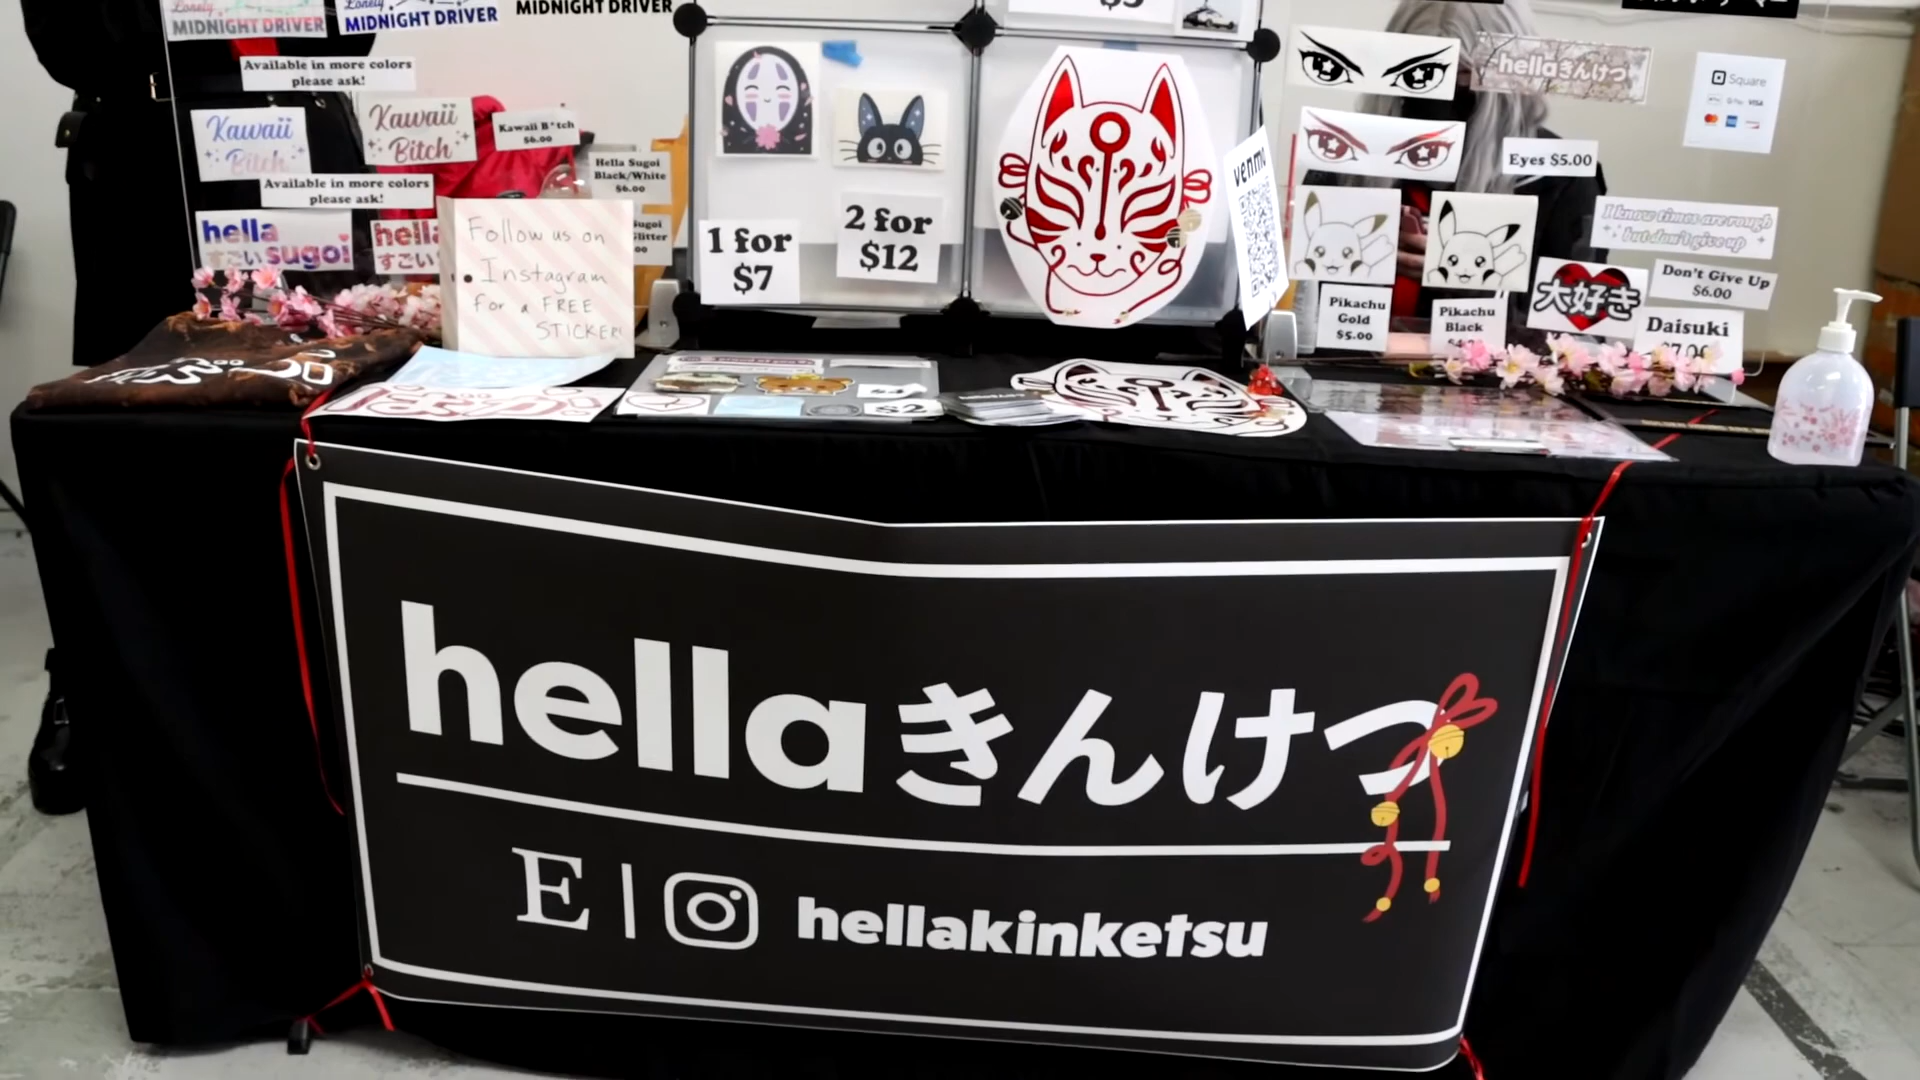 Lonely
MIDNIGHT DRIVER
Lonely
MIDNIGHT DRIVER
MIDNIGHT DRIVER
Available in more colors
please ask!
Kawaii
Bitch
Kawaii
Bitch
Kawaii B*tch
$6.00
Hella Sugoi
Black/White
$6.00
Available in more colors
please ask!
hella
すごい sugoi
hella
すごい
Sugoi
Glitter
Follow us on
Instagram
for a FREE
STICKER!
1 for
$7
2 for
$12
$2
venmo
hellaきんけつ
Square
VISA
Eyes $5.00
I know times are rough
but don't give up
Don't Give Up
$6.00
Pikachu
Gold
$5.00
Pikachu
Black
大好き
Daisuki
$7.00
hellaきんけつ
E | hellakinketsu